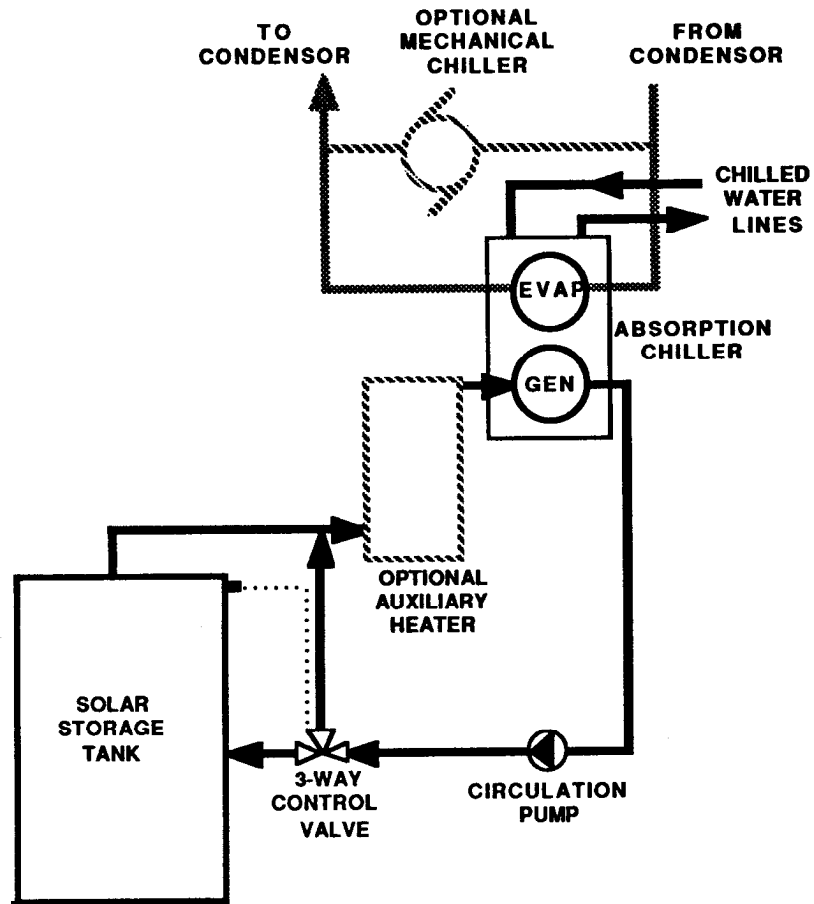 TO
CONDENSOR
OPTIONAL
MECHANICAL
CHILLER
FROM
CONDENSOR
CHILLED
WATER
LINES
EVAP
ABSORPTION
CHILLER
GEN
OPTIONAL
AUXILIARY
HEATER
SOLAR
STORAGE
TANK
3-WAY
CONTROL
VALVE
CIRCULATION
PUMP